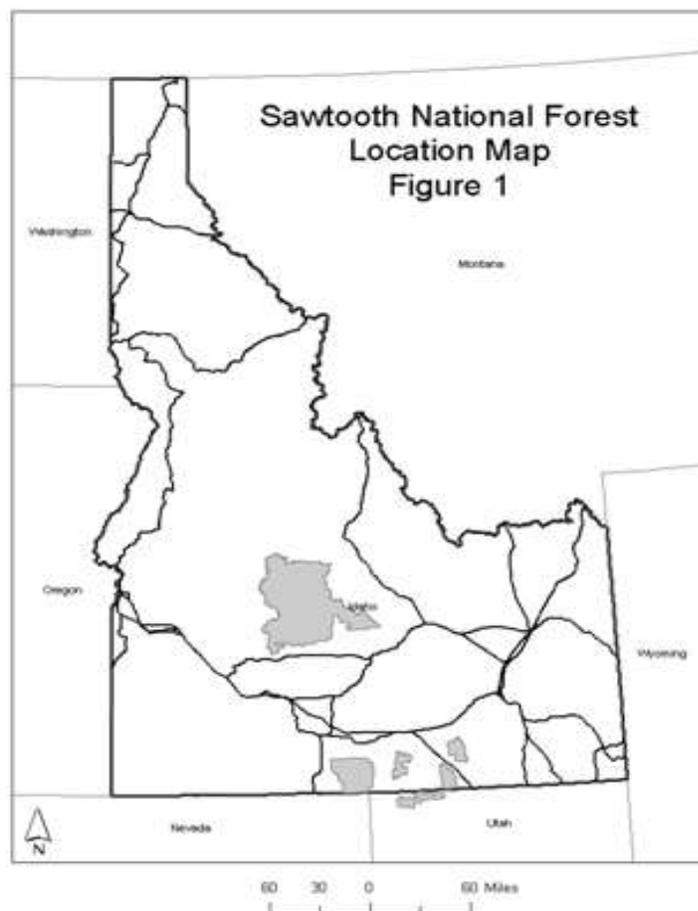 Sawtooth National Forest
Location Map
Figure 1
Washington
Montana
Oregon
Idaho
Wyoming
Nevada
Utah
N
60 30 0 60 Miles